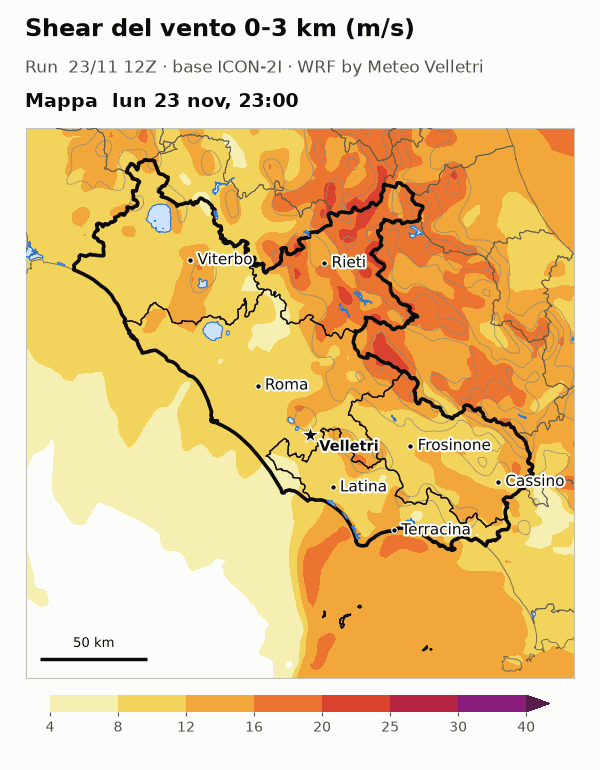 Shear del vento 0-3 km (m/s)
Run  23/11 12Z · base ICON-2I · WRF by Meteo Velletri
Mappa  lun 23 nov, 23:00
Viterbo
Rieti
Roma
Velletri
Frosinone
Cassino
Latina
Terracina
50 km
4 8 12 16 20 25 30 40